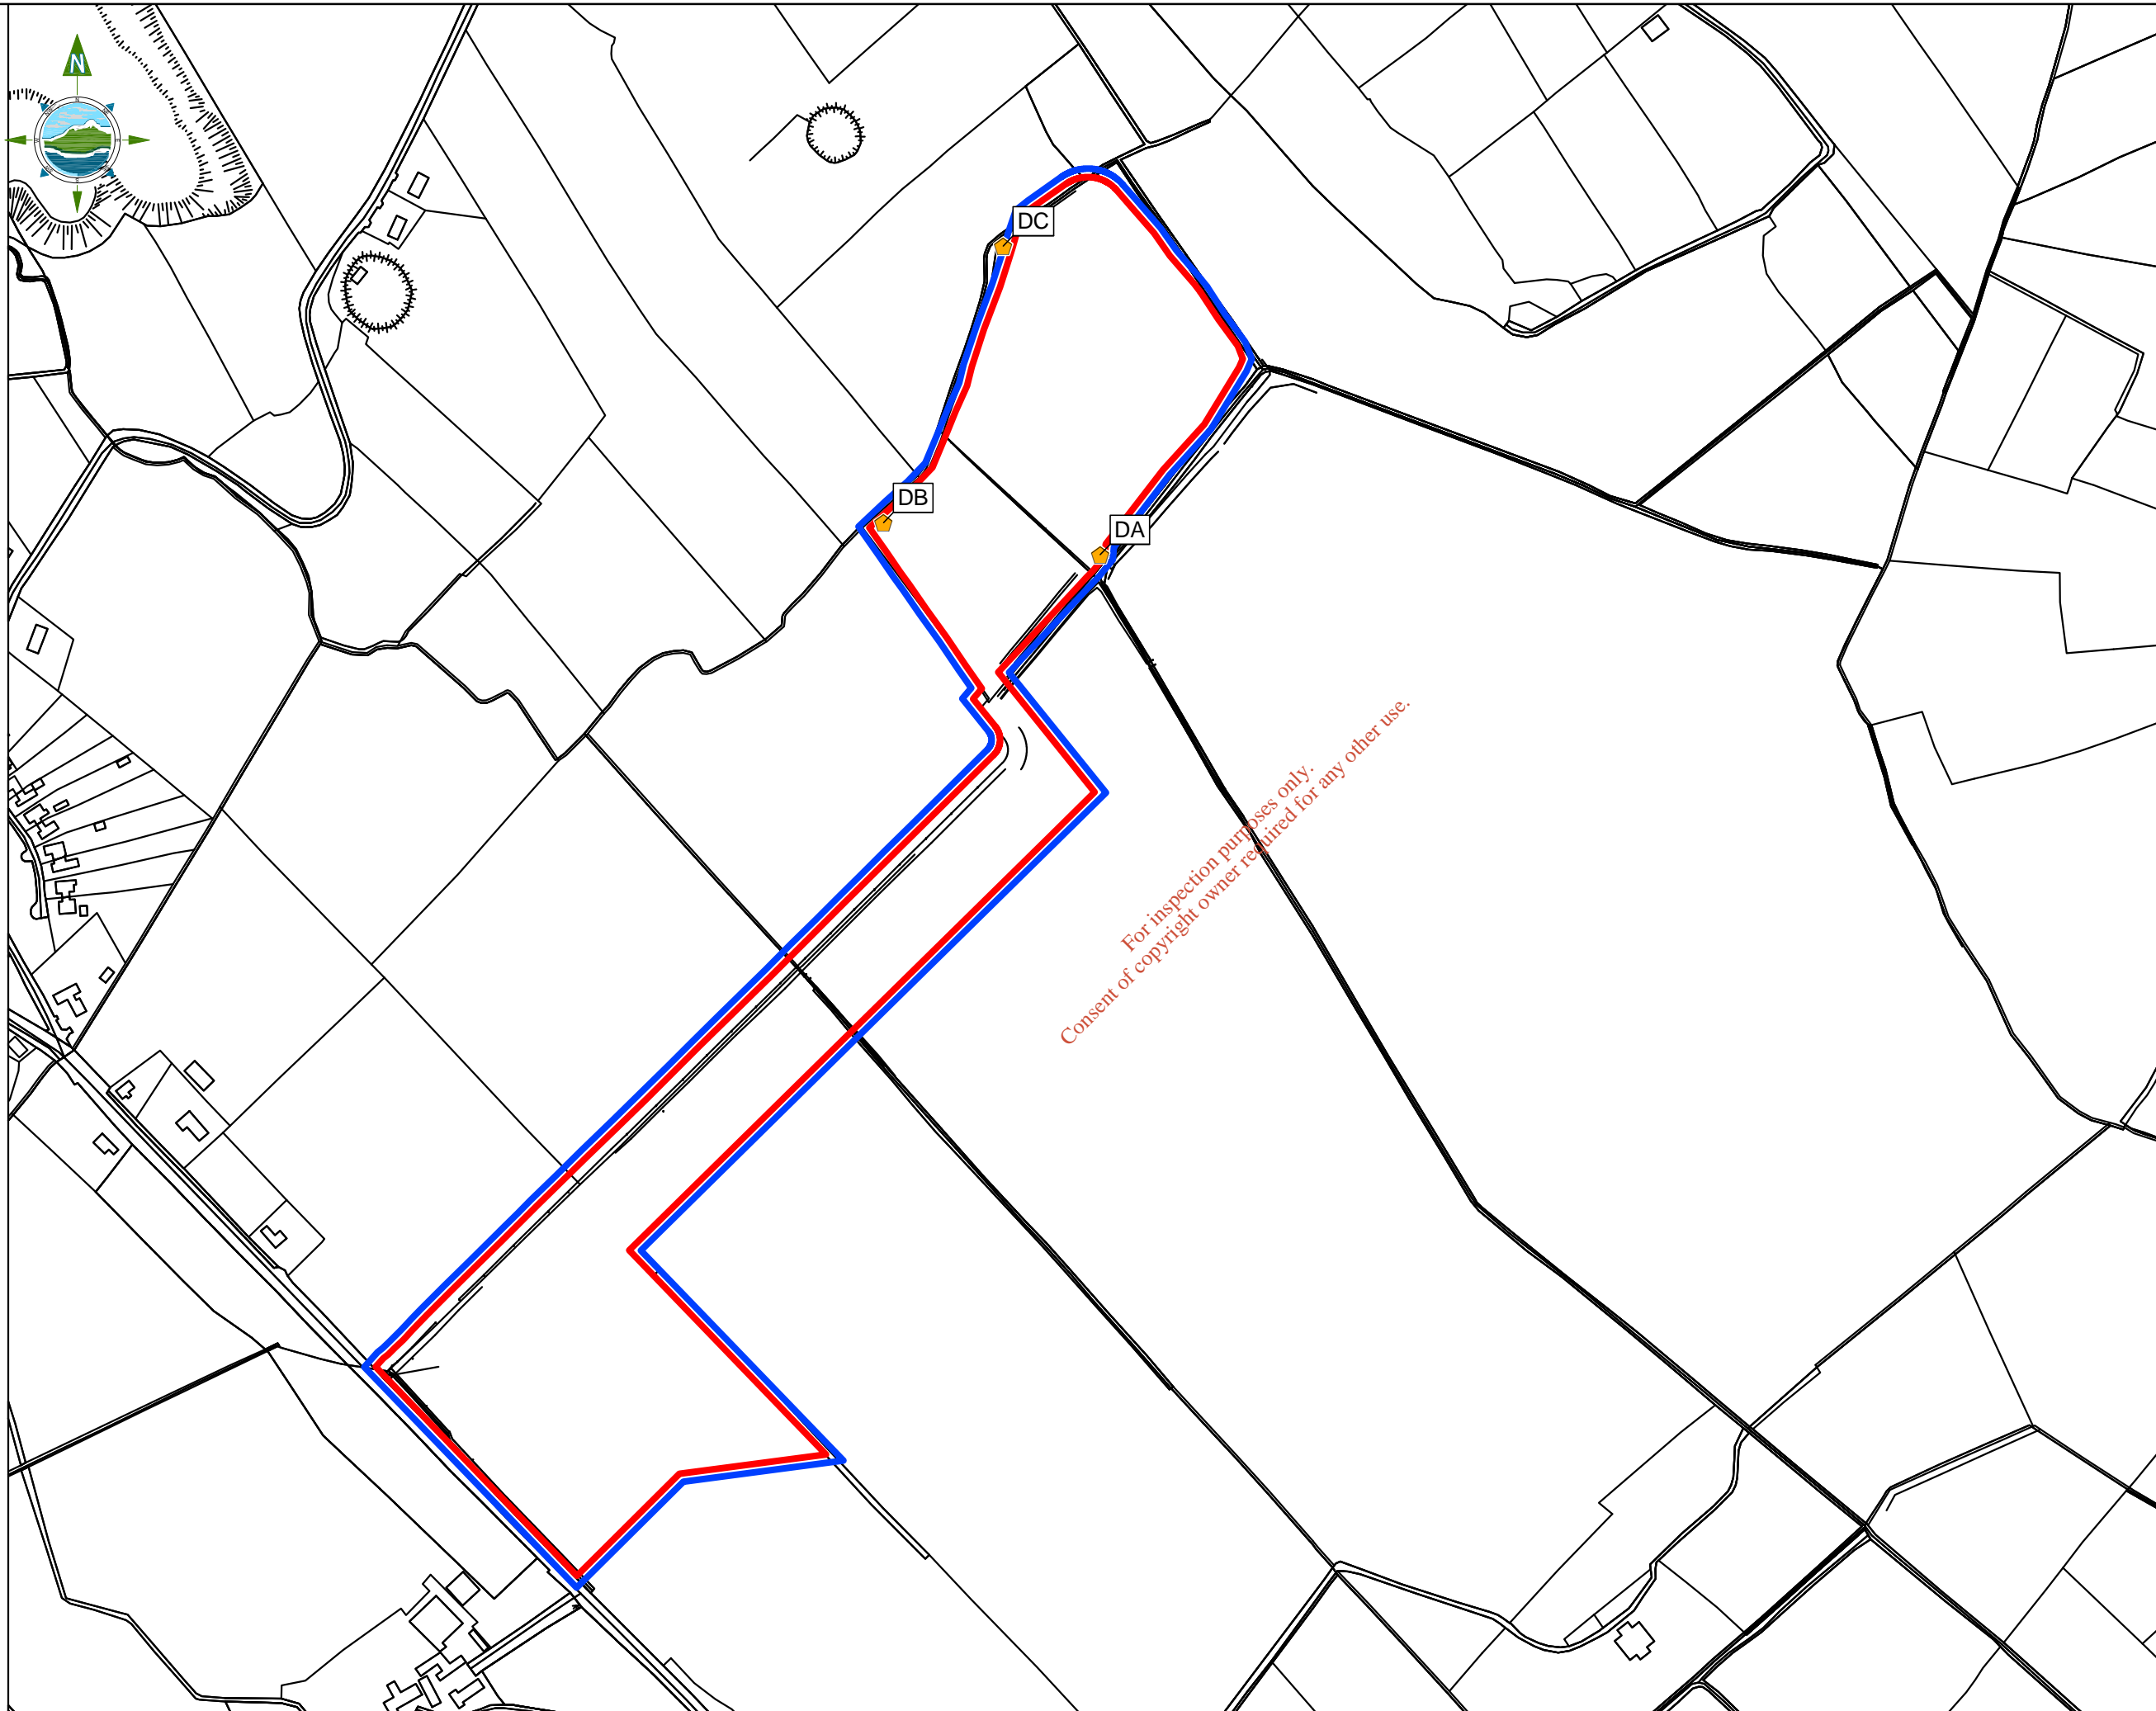 N
DC
DB
DA
For inspection purposes only.
Consent of copyright owner required for any other use.